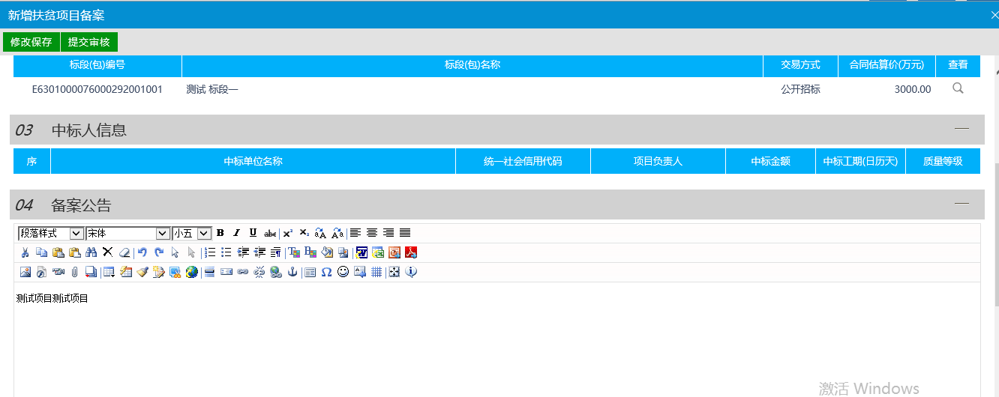 新增扶贫项目备案
修改保存 提交审核
标段(包)编号 标段(包)名称 交易方式 合同估算价(万元) 查看
E6301000076000292001001 测试 标段一 公开招标 3000.00
03 中标人信息
序 中标单位名称 统一社会信用代码 项目负责人 中标金额 中标工期(日历天) 质量等级
04 备案公告
段落样式 宋体 小五 B I U abc x² x₂ aA Aa
测试项目测试项目
激活 Windows